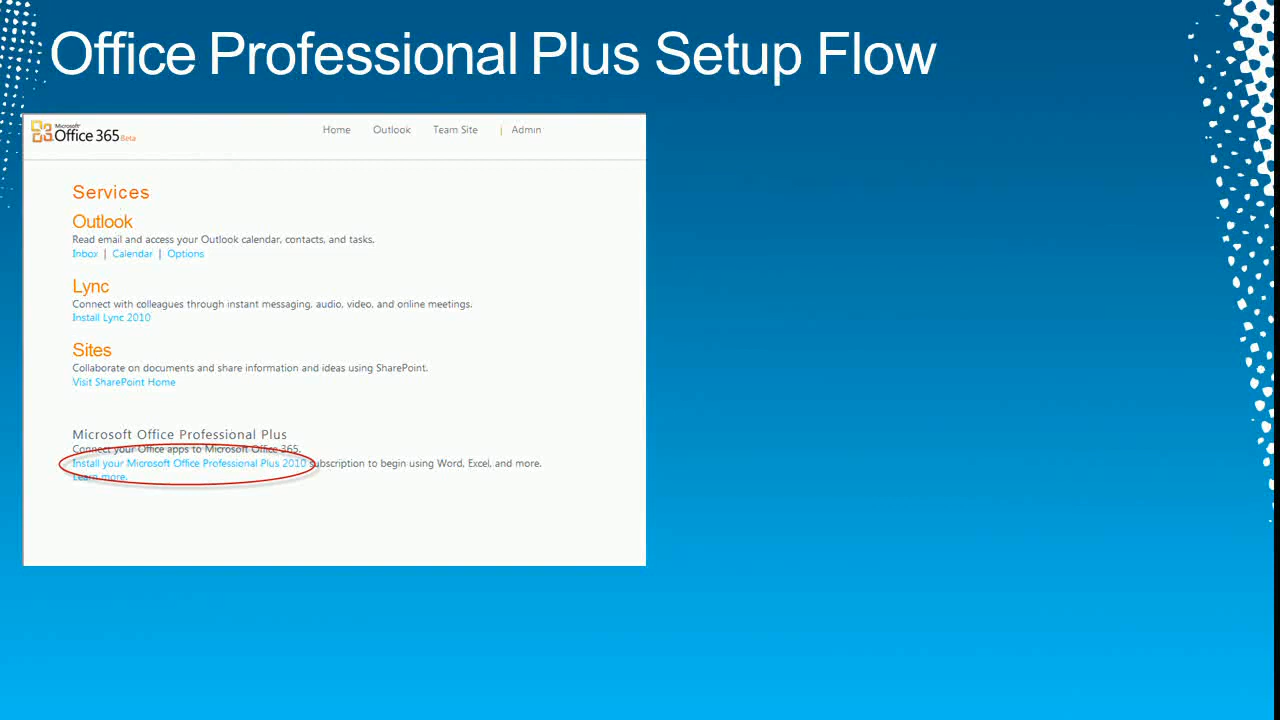 Office Professional Plus Setup Flow
Microsoft®
Office 365 Beta
Home Outlook Team Site | Admin
Services
Outlook
Read email and access your Outlook calendar, contacts, and tasks.
Inbox | Calendar | Options
Lync
Connect with colleagues through instant messaging, audio, video, and online meetings.
Install Lync 2010
Sites
Collaborate on documents and share information and ideas using SharePoint.
Visit SharePoint Home
Microsoft Office Professional Plus
Connect your Office apps to Microsoft Office 365.
Install your Microsoft Office Professional Plus 2010 subscription to begin using Word, Excel, and more.
Learn more.